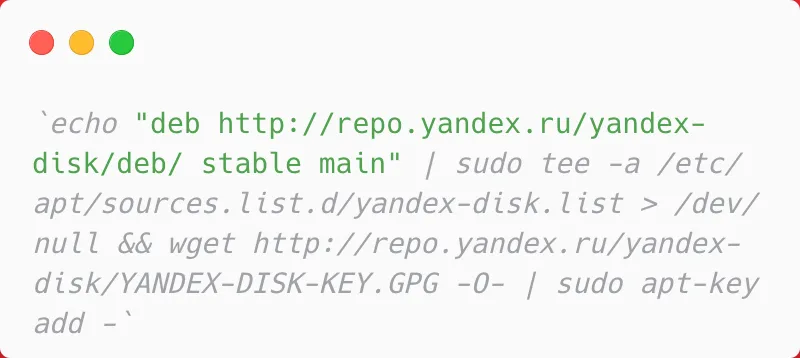 `echo "deb http://repo.yandex.ru/yandex-
disk/deb/ stable main" | sudo tee -a /etc/
apt/sources.list.d/yandex-disk.list > /dev/
null && wget http://repo.yandex.ru/yandex-
disk/YANDEX-DISK-KEY.GPG -O- | sudo apt-key
add -`